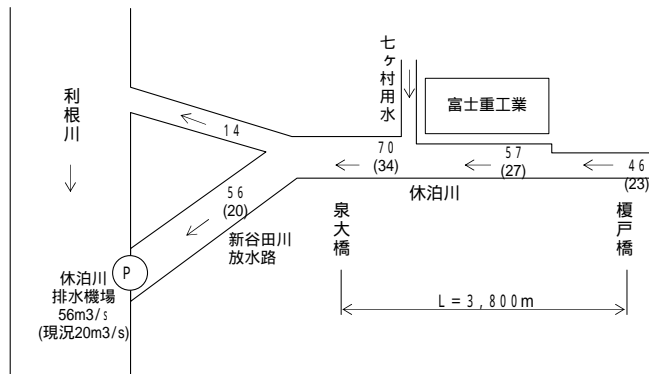 利根川
14
七ヶ村用水
富士重工業
70
(34)
57
(27)
46
(23)
休泊川
56
(20)
新谷田川
放水路
泉大橋
榎戸橋
P
休泊川
排水機場
56m3/s
(現況20m3/s)
L=3,800m